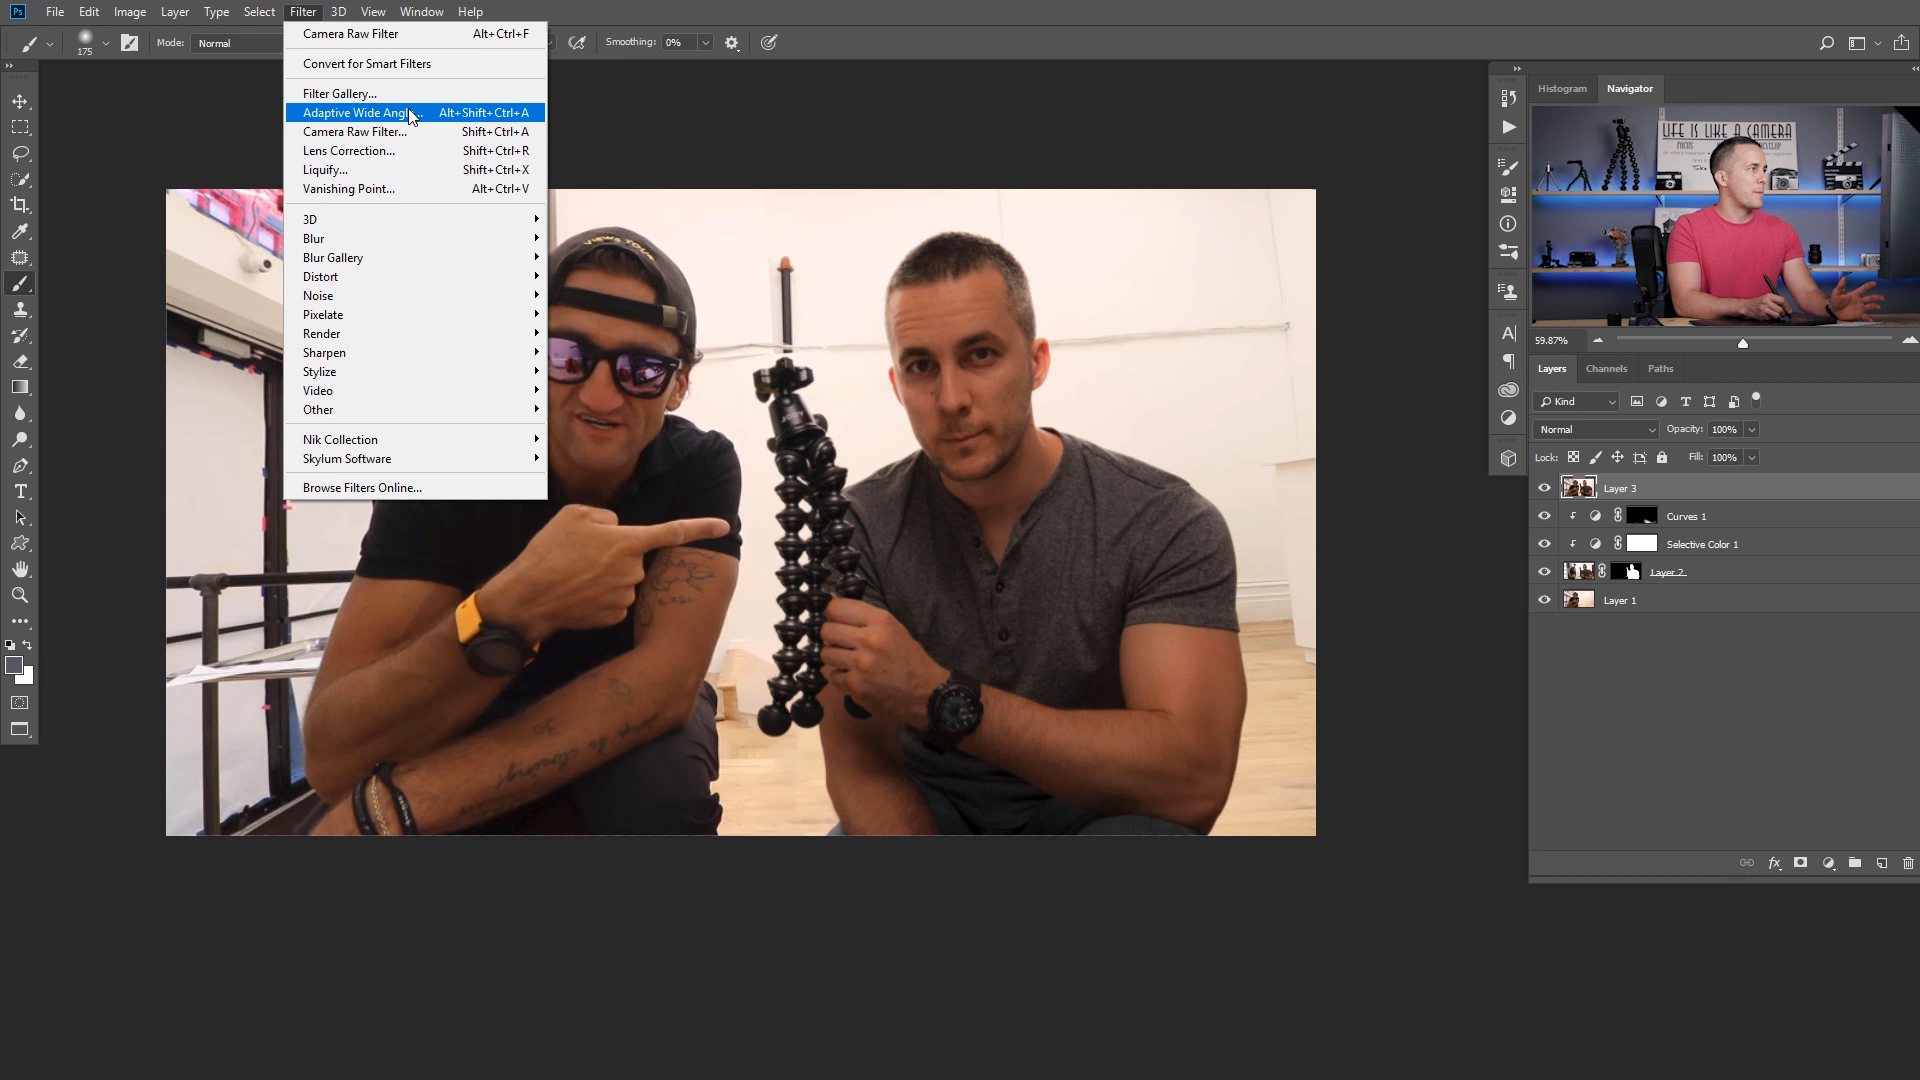 Ps File Edit Image Layer Type Select Filter 3D View Window Help
175 Mode: Normal Smoothing: 0%
Camera Raw Filter Alt+Ctrl+F
Convert for Smart Filters
Filter Gallery...
Adaptive Wide Ang... Alt+Shift+Ctrl+A
Camera Raw Filter... Shift+Ctrl+A
Lens Correction... Shift+Ctrl+R
Liquify... Shift+Ctrl+X
Vanishing Point... Alt+Ctrl+V
3D
Blur
Blur Gallery
Distort
Noise
Pixelate
Render
Sharpen
Stylize
Video
Other
Nik Collection
Skylum Software
Browse Filters Online...
VIEWS TOUR
JOBY
Histogram Navigator
LIFE IS LIKE A CAMERA
59.87%
Layers Channels Paths
Kind
Normal Opacity: 100%
Lock: Fill: 100%
Layer 3
Curves 1
Selective Color 1
Layer 2
Layer 1